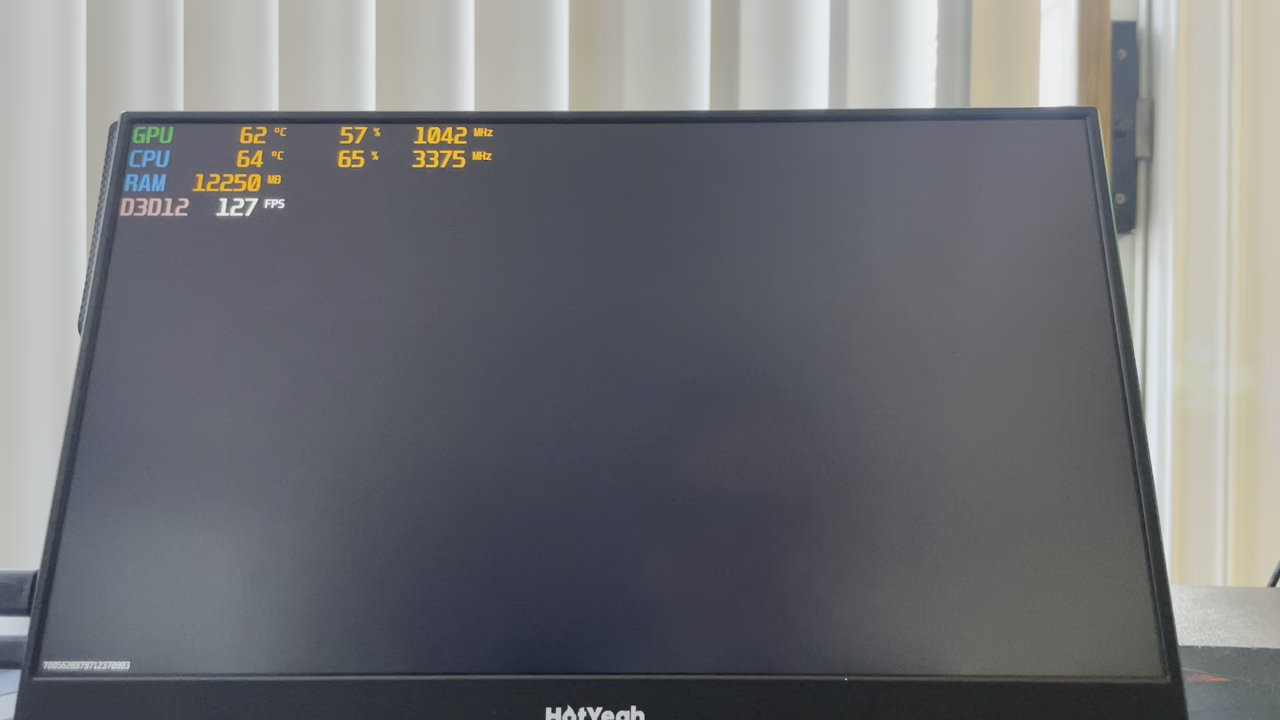 GPU 62 °C 57 % 1042 MHz
CPU 64 °C 65 % 3375 MHz
RAM 12250 MB
D3D12 127 FPS
HotYeah